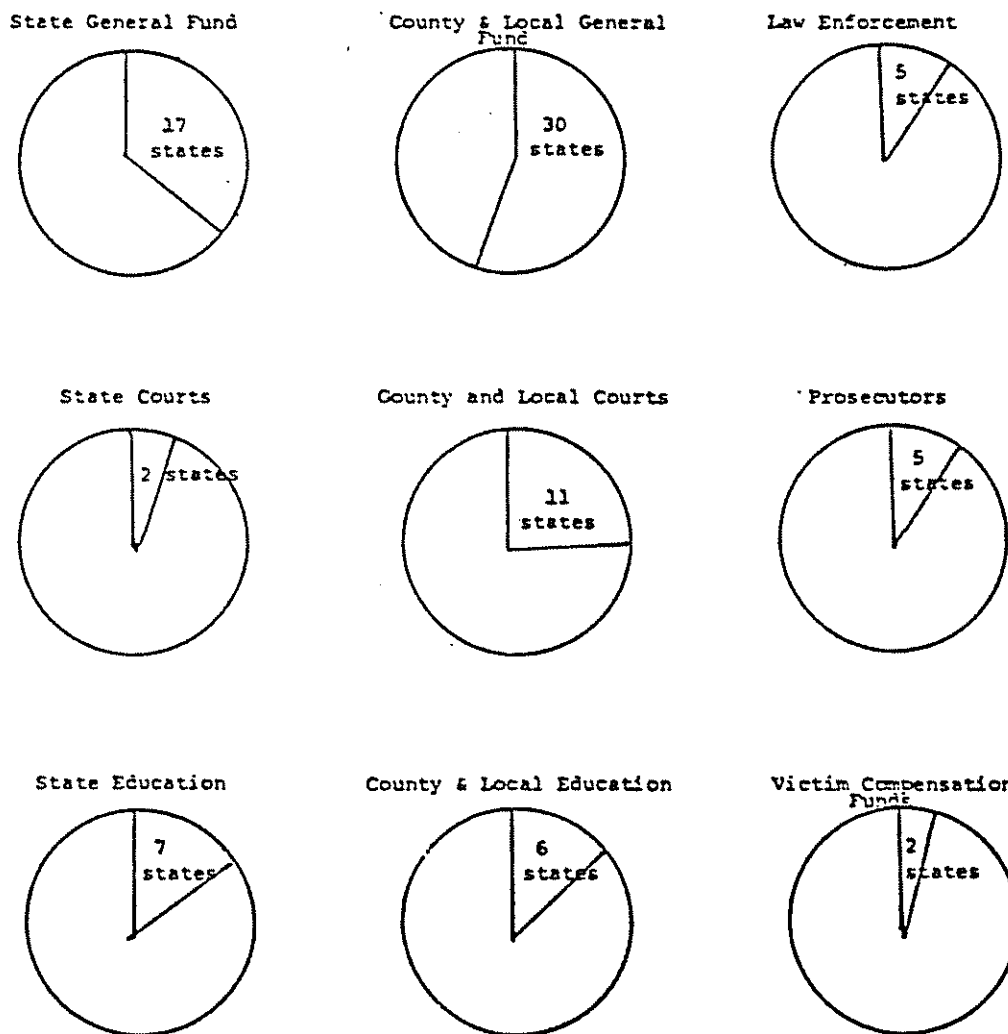 State General Fund
County & Local General
Fund
Law Enforcement
17
states
30
states
5
states
State Courts
County and Local Courts
Prosecutors
2 states
11
states
5
states
State Education
County & Local Education
Victim Compensation
Funds
7
states
6
states
2
states